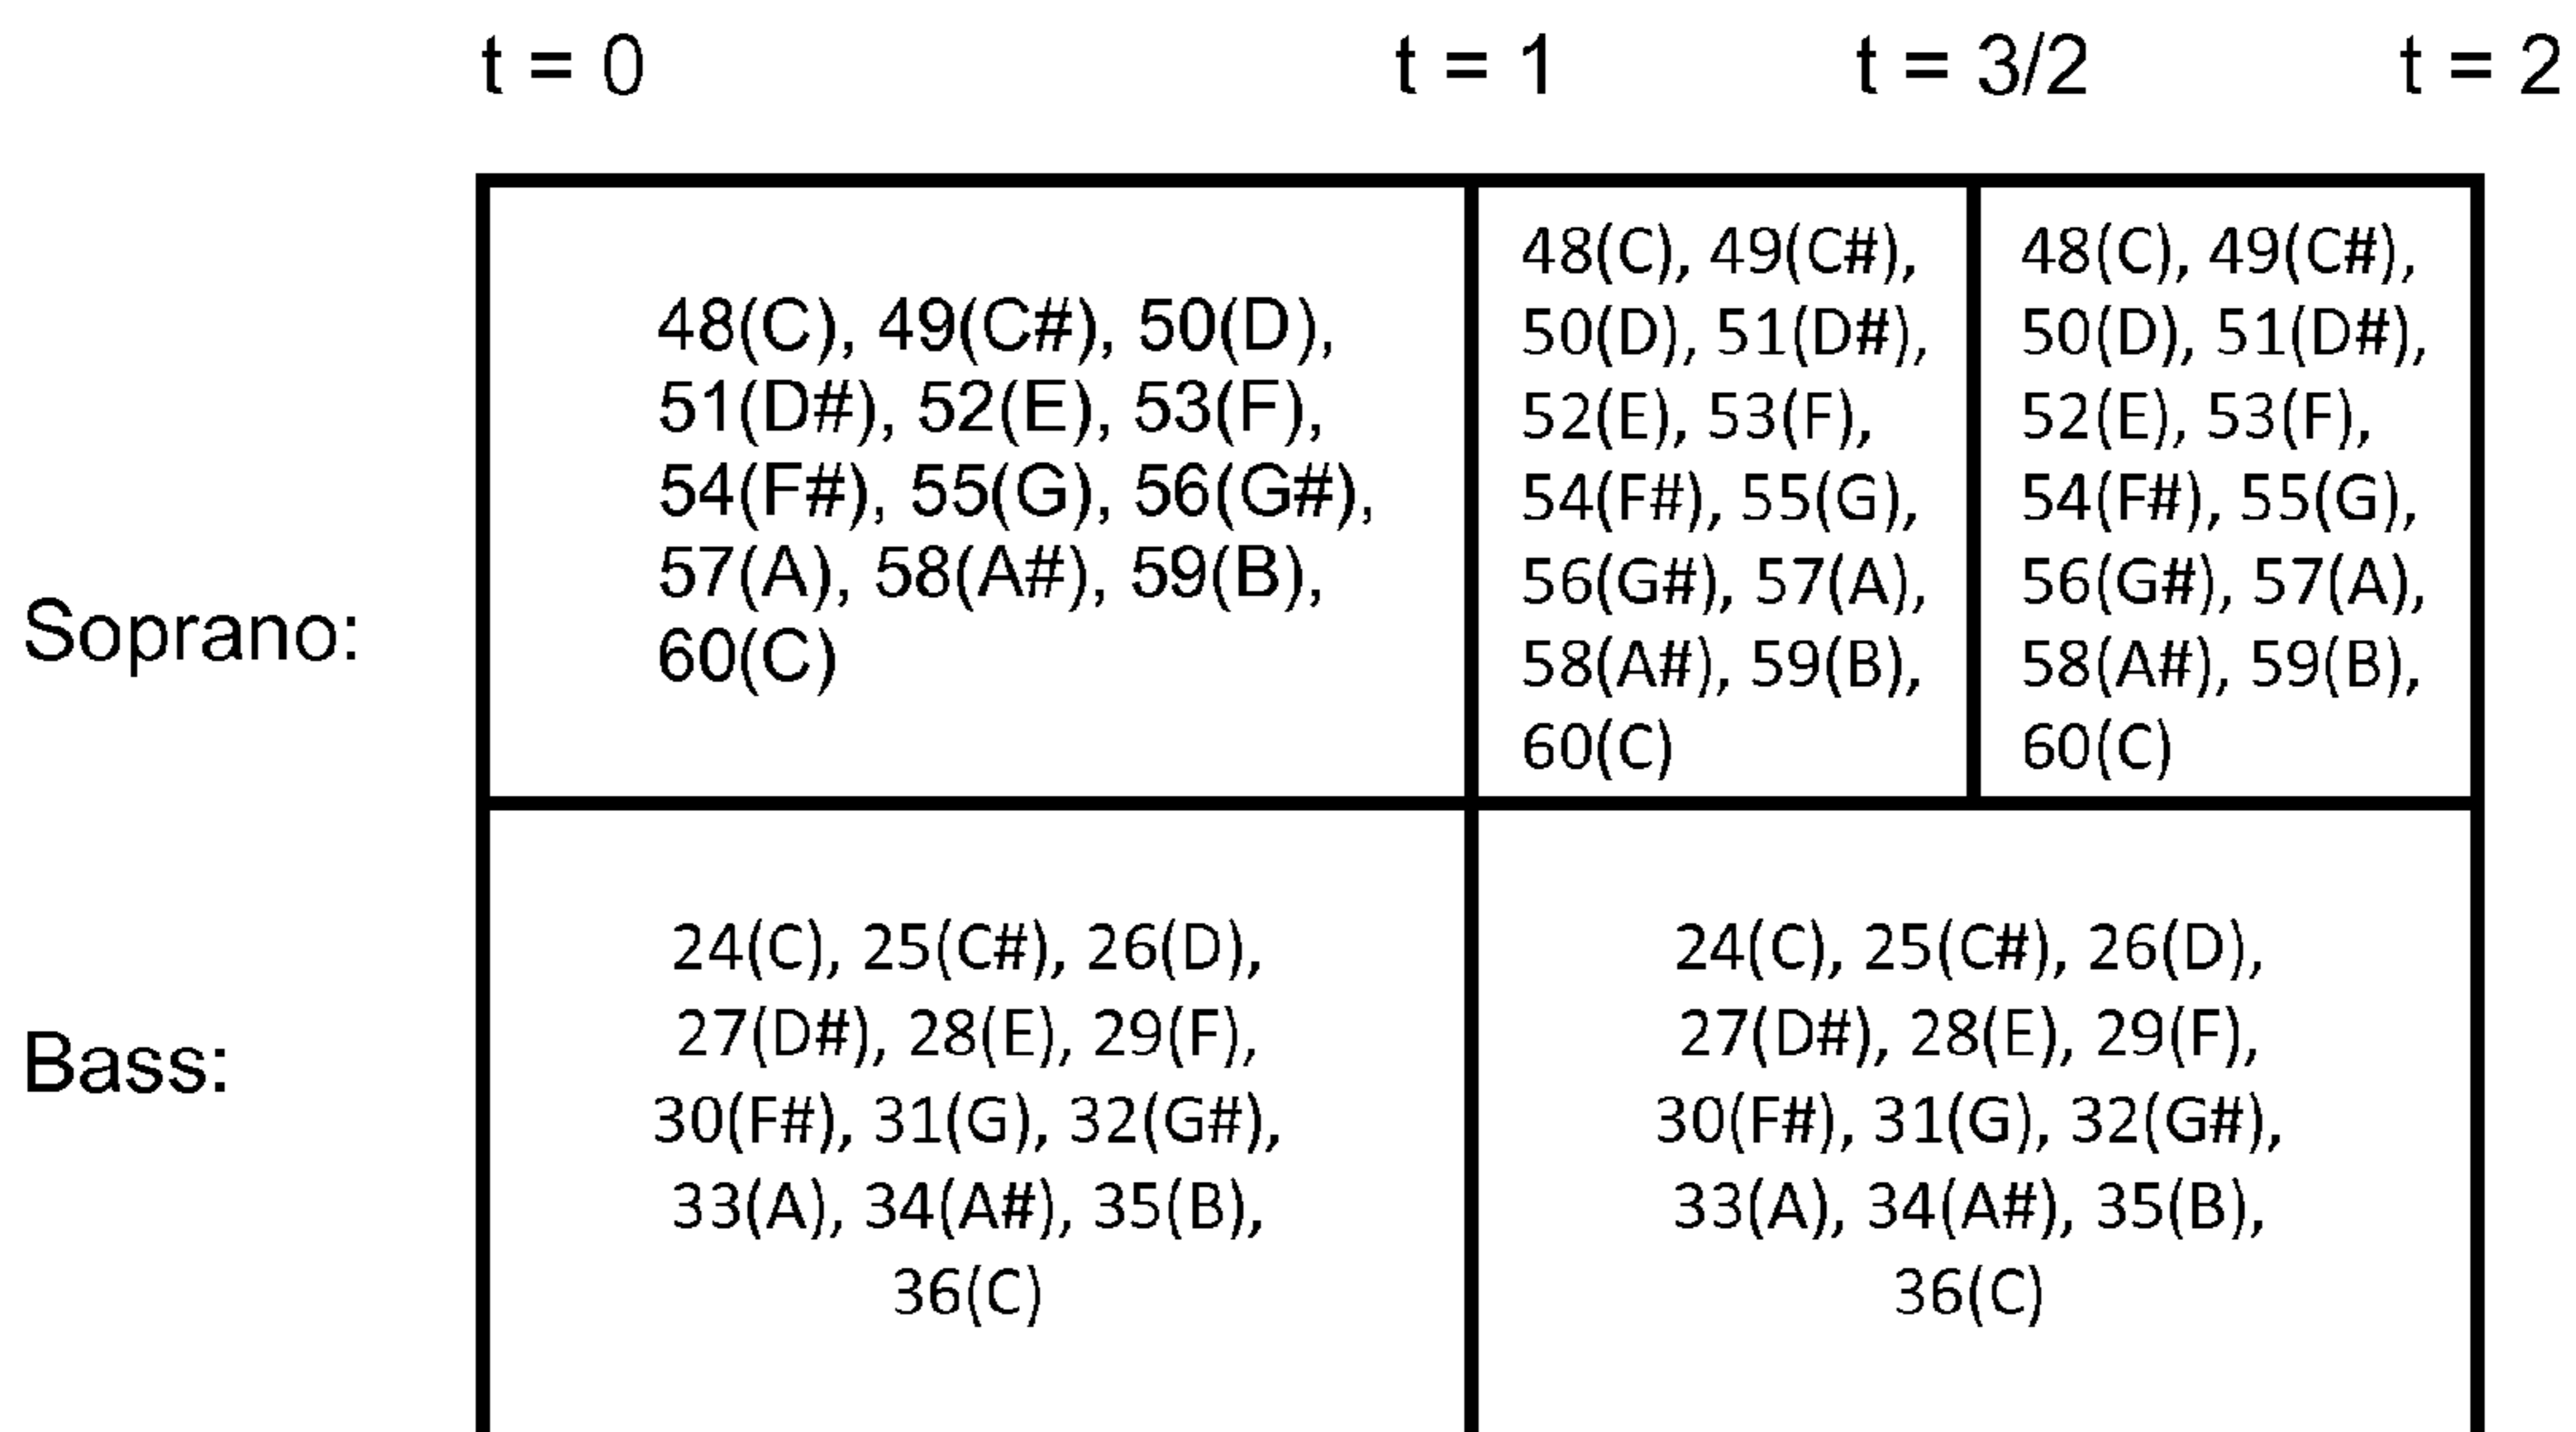 t = 0 t = 1 t = 3/2 t = 2
Soprano:
48(C), 49(C#), 50(D),
51(D#), 52(E), 53(F),
54(F#), 55(G), 56(G#),
57(A), 58(A#), 59(B),
60(C)
48(C), 49(C#),
50(D), 51(D#),
52(E), 53(F),
54(F#), 55(G),
56(G#), 57(A),
58(A#), 59(B),
60(C)
48(C), 49(C#),
50(D), 51(D#),
52(E), 53(F),
54(F#), 55(G),
56(G#), 57(A),
58(A#), 59(B),
60(C)
Bass:
24(C), 25(C#), 26(D),
27(D#), 28(E), 29(F),
30(F#), 31(G), 32(G#),
33(A), 34(A#), 35(B),
36(C)
24(C), 25(C#), 26(D),
27(D#), 28(E), 29(F),
30(F#), 31(G), 32(G#),
33(A), 34(A#), 35(B),
36(C)